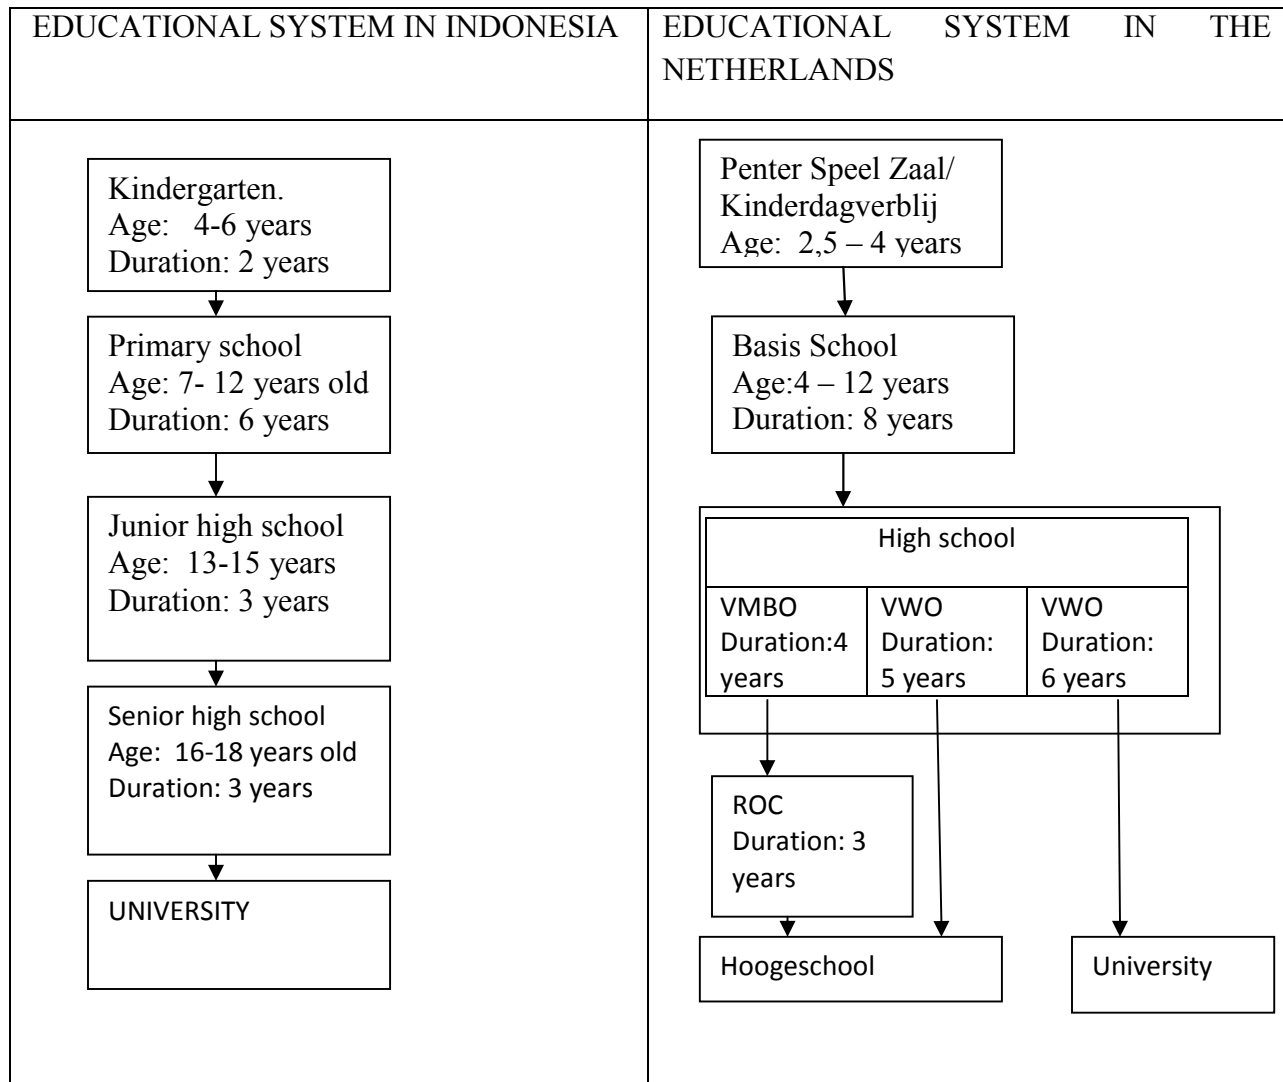 EDUCATIONAL SYSTEM IN INDONESIA
EDUCATIONAL SYSTEM IN THE
NETHERLANDS
Kindergarten.
Age: 4-6 years
Duration: 2 years
Primary school
Age: 7- 12 years old
Duration: 6 years
Junior high school
Age: 13-15 years
Duration: 3 years
Senior high school
Age: 16-18 years old
Duration: 3 years
UNIVERSITY
Penter Speel Zaal/
Kinderdagverblij
Age: 2,5 – 4 years
Basis School
Age:4 – 12 years
Duration: 8 years
High school
VMBO
Duration:4
years
VWO
Duration:
5 years
VWO
Duration:
6 years
ROC
Duration: 3
years
Hoogeschool
University